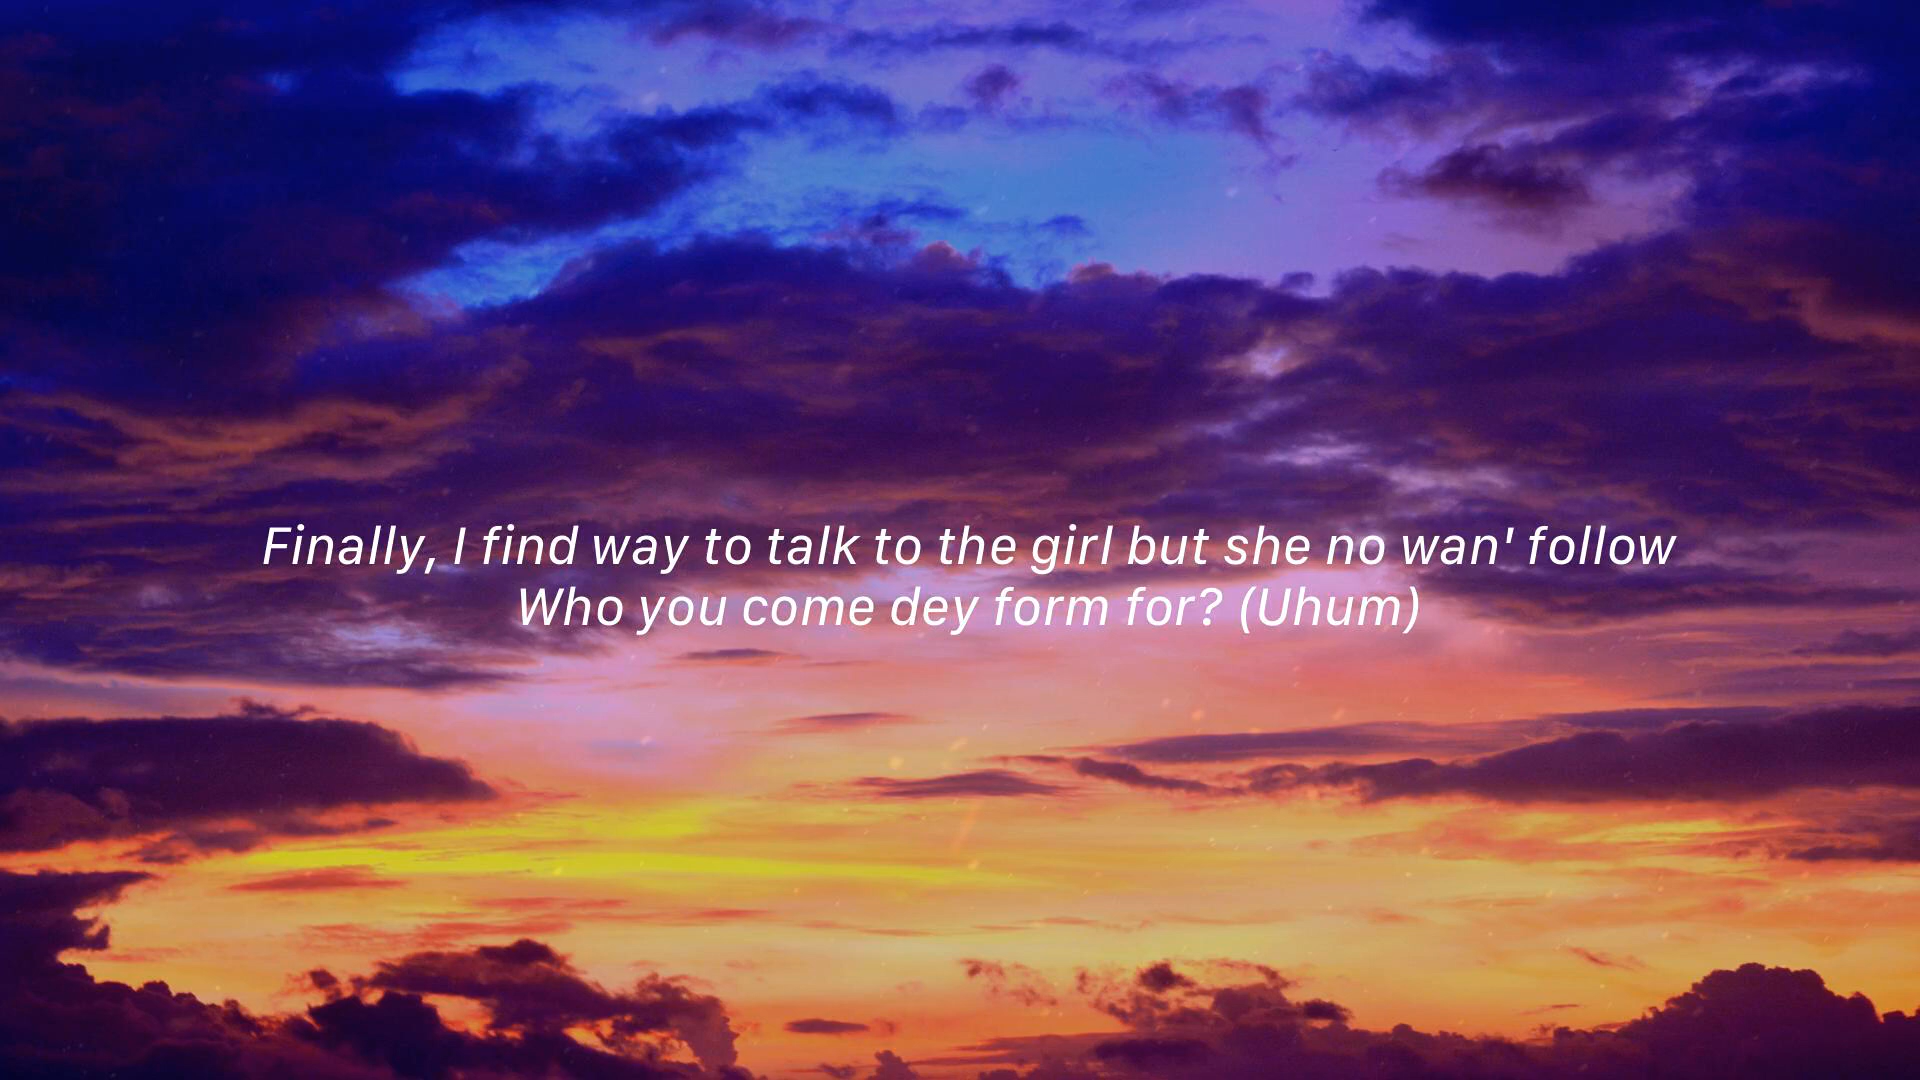 Finally, I find way to talk to the girl but she no wan' follow
Who you come dey form for? (Uhum)